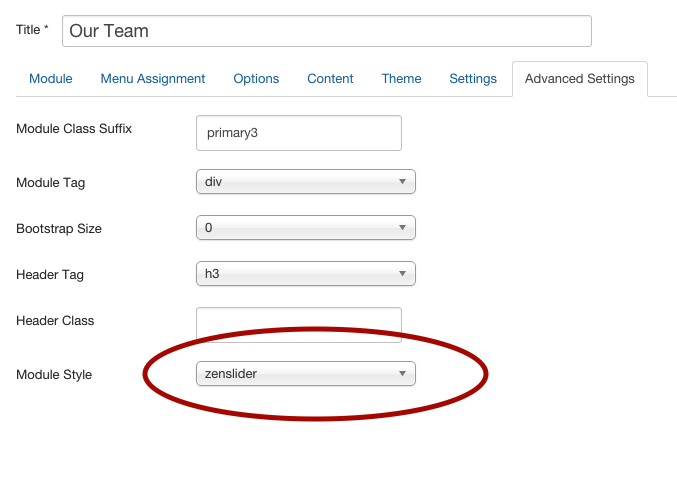 Title * Our Team
Module Menu Assignment Options Content Theme Settings Advanced Settings
Module Class Suffix primary3
Module Tag div
Bootstrap Size 0
Header Tag h3
Header Class
Module Style zenslider